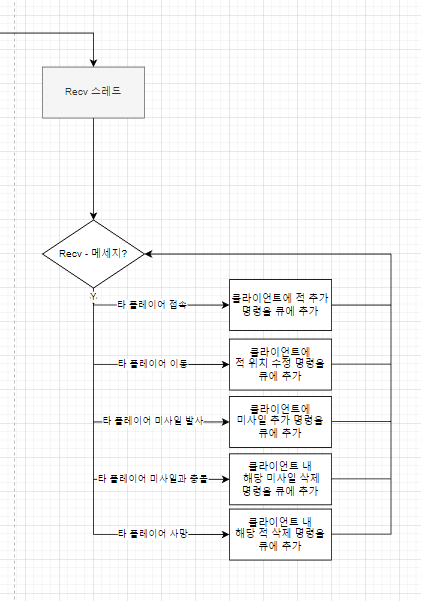 Recv 스레드
Recv - 메세지?
Y
타 플레이어 접속
클라이언트에 적 추가
명령을 큐에 추가
타 플레이어 이동
클라이언트에
적 위치 수정 명령을
큐에 추가
타 플레이어 미사일 발사
클라이언트에
미사일 추가 명령을
큐에 추가
타 플레이어 미사일과 충돌
클라이언트 내
해당 미사일 삭제
명령을 큐에 추가
타 플레이어 사망
클라이언트 내
해당 적 삭제 명령을
큐에 추가